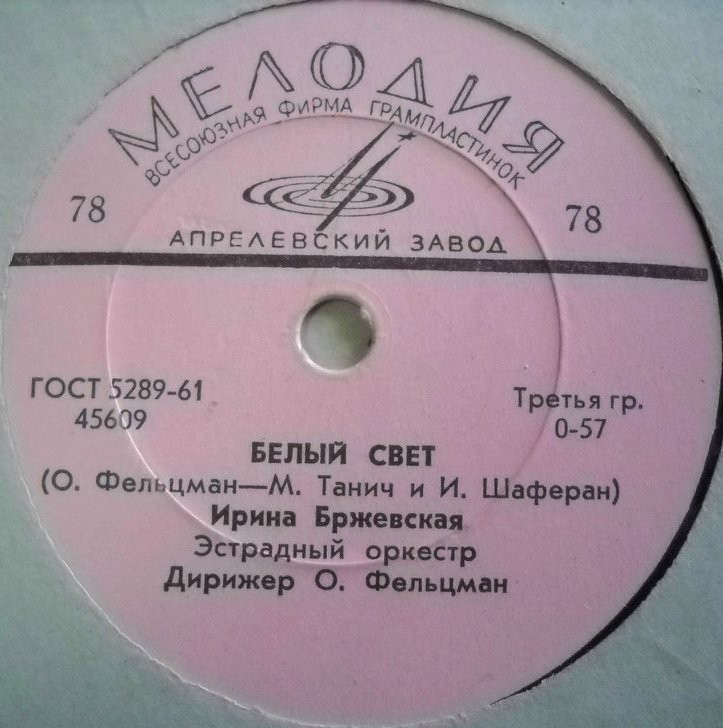 МЕЛОДИЯ
ВСЕСОЮЗНАЯ ФИРМА ГРАМПЛАСТИНОК
78 78
АПРЕЛЕВСКИЙ ЗАВОД
ГОСТ 5289-61 Третья гр.
45609 0-57
БЕЛЫЙ СВЕТ
(О. Фельцман—М. Танич и И. Шаферан)
Ирина Бржевская
Эстрадный оркестр
Дирижер О. Фельцман